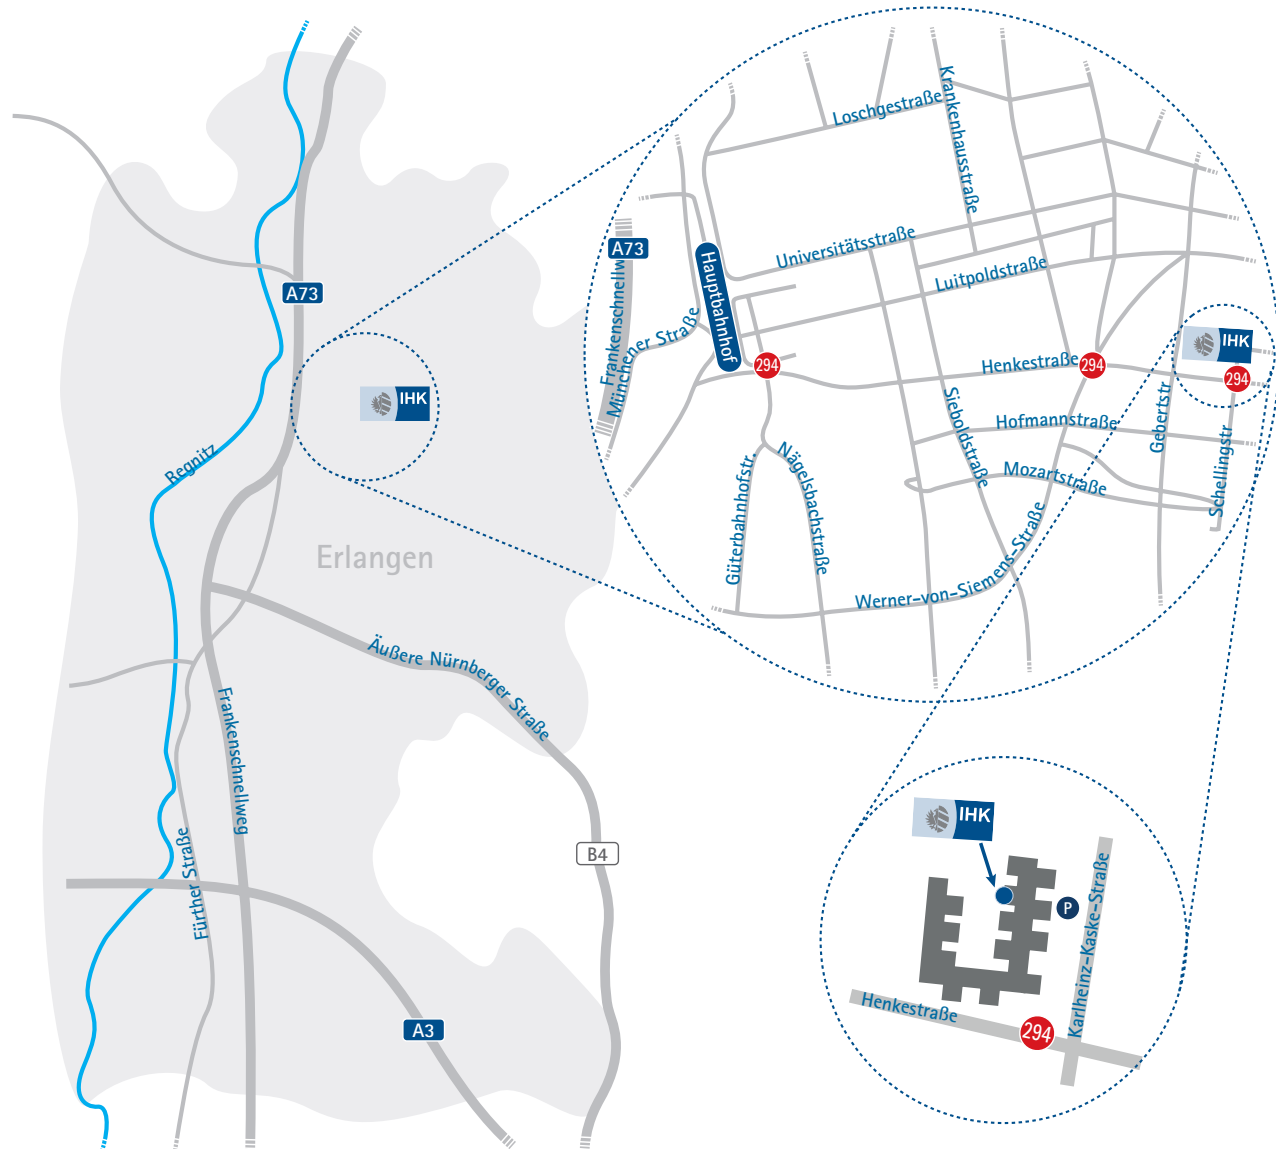 A73
IHK
Regnitz
Erlangen
Äußere Nürnberger Straße
Frankenschnellweg
Fürther Straße
B4
A3
Loschgestraße
Krankenhausstraße
A73
Frankenschnellw
Münchener Straße
Hauptbahnhof
Universitätsstraße
Luitpoldstraße
294
Henkestraße
294
IHK
294
Gebertstr
Schellingstr
Sieboldstraße
Hofmannstraße
Mozartstraße
Güterbahnhofstr.
Nägelsbachstraße
Werner-von-Siemens-Straße
IHK
P
Karlheinz-Kaske-Straße
Henkestraße
294